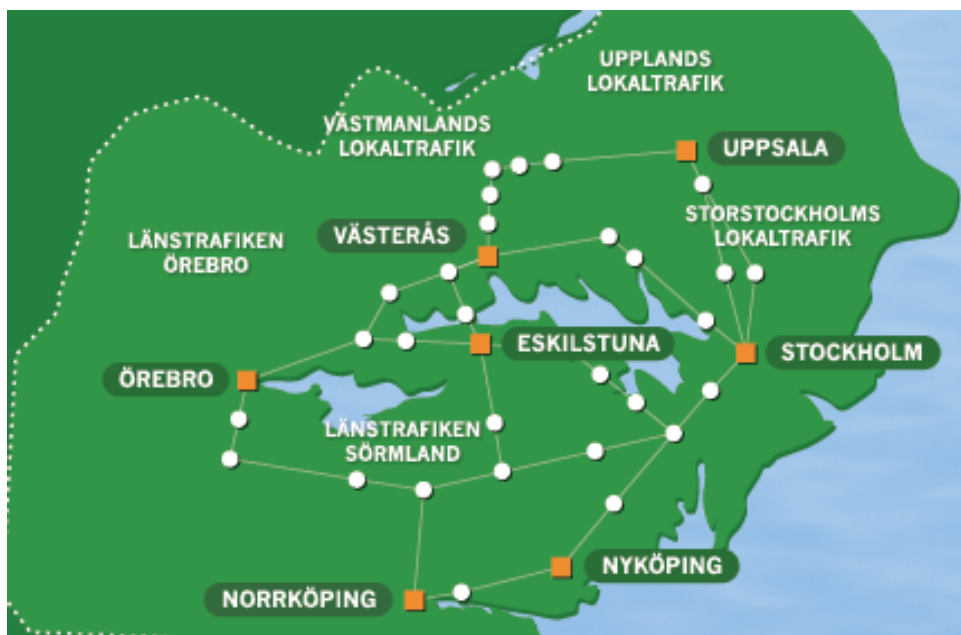 UPPLANDS
LOKALTRAFIK
VÄSTMANLANDS
LOKALTRAFIK
UPPSALA
STORSTOCKHOLMS
LOKALTRAFIK
LÄNSTRAFIKEN
ÖREBRO
VÄSTERÅS
ESKILSTUNA
STOCKHOLM
ÖREBRO
LÄNSTRAFIKEN
SÖRMLAND
NYKÖPING
NORRKÖPING